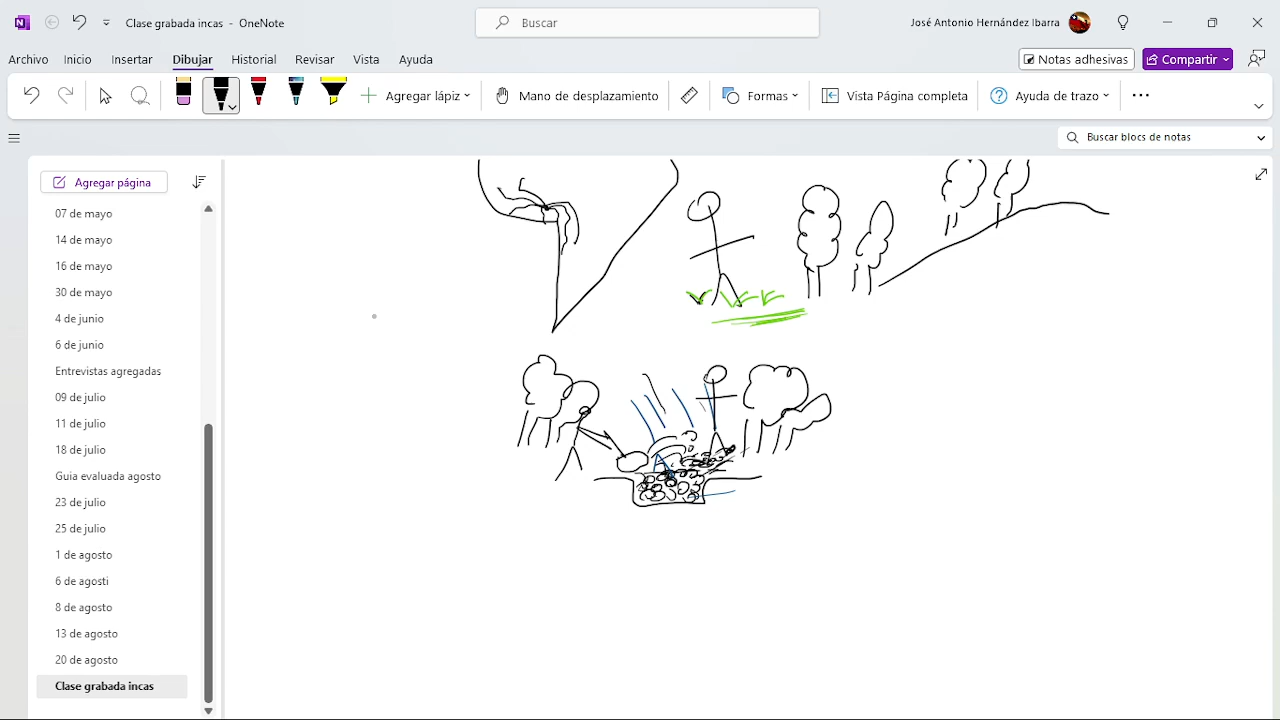 Clase grabada incas - OneNote
Buscar
José Antonio Hernández Ibarra
Archivo Inicio Insertar Dibujar Historial Revisar Vista Ayuda
Notas adhesivas
Compartir
Agregar lápiz
Mano de desplazamiento
Formas
Vista Página completa
Ayuda de trazo
Buscar blocs de notas
Agregar página
07 de mayo
14 de mayo
16 de mayo
30 de mayo
4 de junio
6 de junio
Entrevistas agregadas
09 de julio
11 de julio
18 de julio
Guia evaluada agosto
23 de julio
25 de julio
1 de agosto
6 de agosti
8 de agosto
13 de agosto
20 de agosto
Clase grabada incas